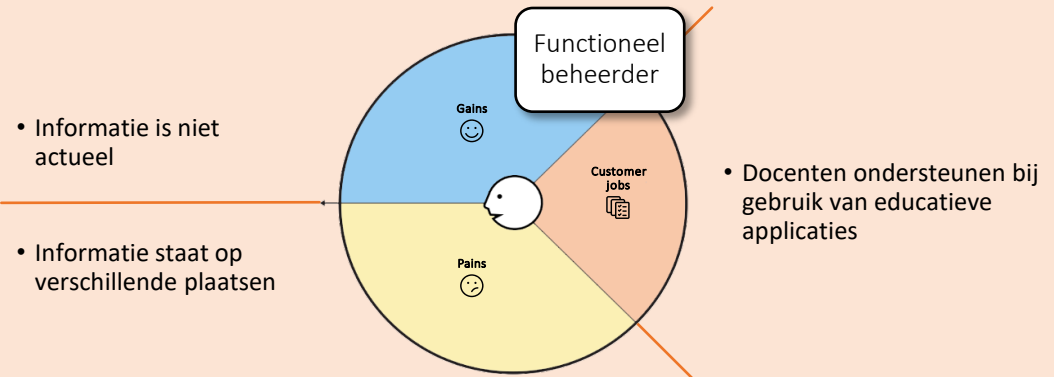 Functioneel
beheerder
Gains
• Informatie is niet
actueel
Customer
jobs
• Docenten ondersteunen bij
gebruik van educatieve
applicaties
• Informatie staat op
verschillende plaatsen
Pains